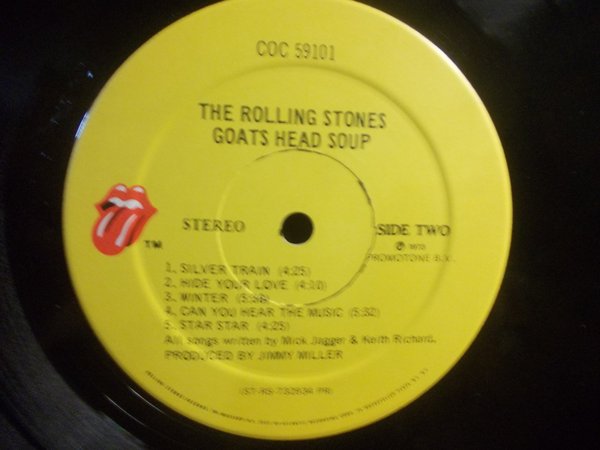 COC 59101
THE ROLLING STONES
GOATS HEAD SOUP
TM
STEREO
SIDE TWO
℗ 1973
PROMOTONE B.V.
1. SILVER TRAIN (4:25)
2. HIDE YOUR LOVE (4:10)
3. WINTER (5:28)
4. CAN YOU HEAR THE MUSIC (5:32)
5. STAR STAR (4:25)
All songs written by Mick Jagger & Keith Richard.
PRODUCED BY JIMMY MILLER
(ST-RS-732834 PR)